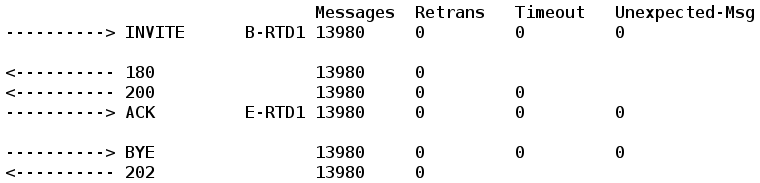 Messages Retrans Timeout Unexpected-Msg
----------> INVITE B-RTD1 13980 0 0 0
<---------- 180 13980 0
<---------- 200 13980 0 0
----------> ACK E-RTD1 13980 0 0 0
----------> BYE 13980 0 0 0
<---------- 202 13980 0